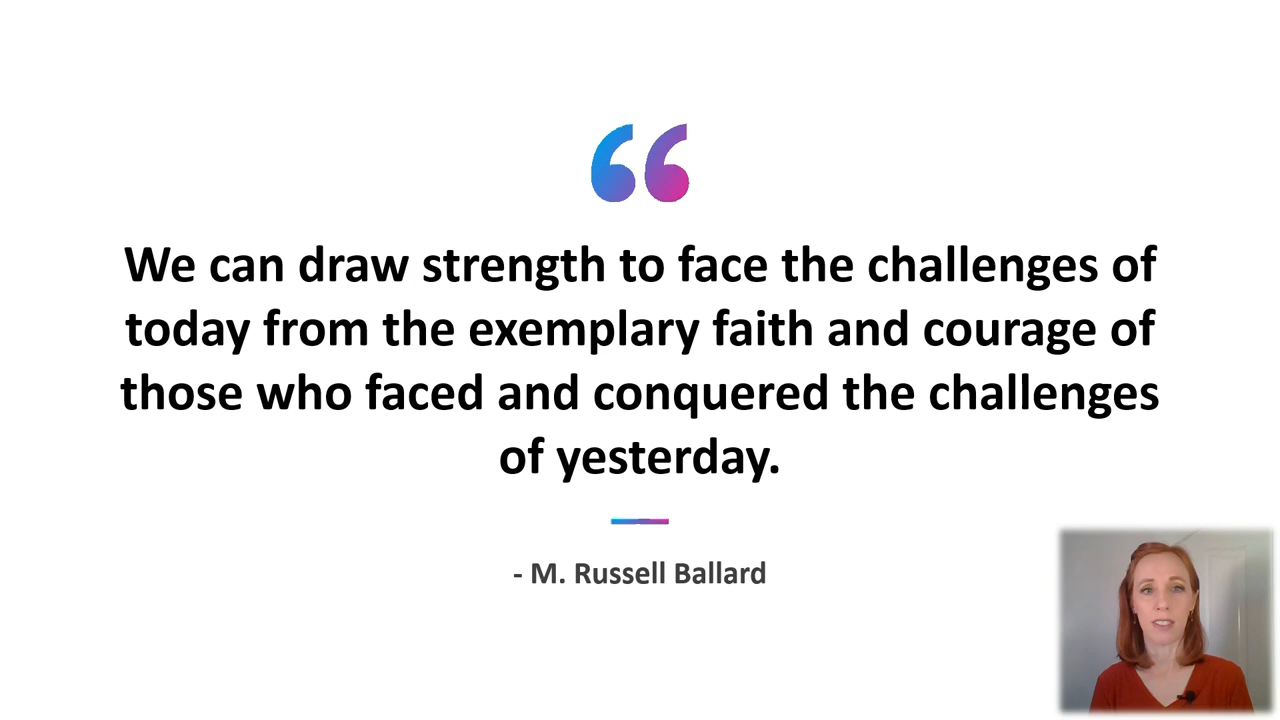 “
We can draw strength to face the challenges of
today from the exemplary faith and courage of
those who faced and conquered the challenges
of yesterday.
- M. Russell Ballard